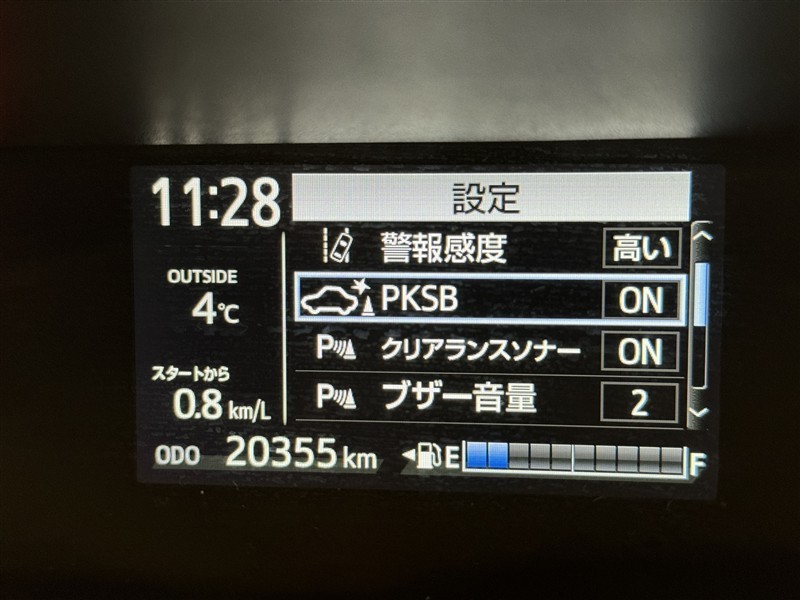 11:28
設定
警報感度 高い
OUTSIDE
4℃
PKSB ON
P クリアランスソナー ON
スタートから
0.8 km/L
P ブザー音量 2
ODO 20355 km E F